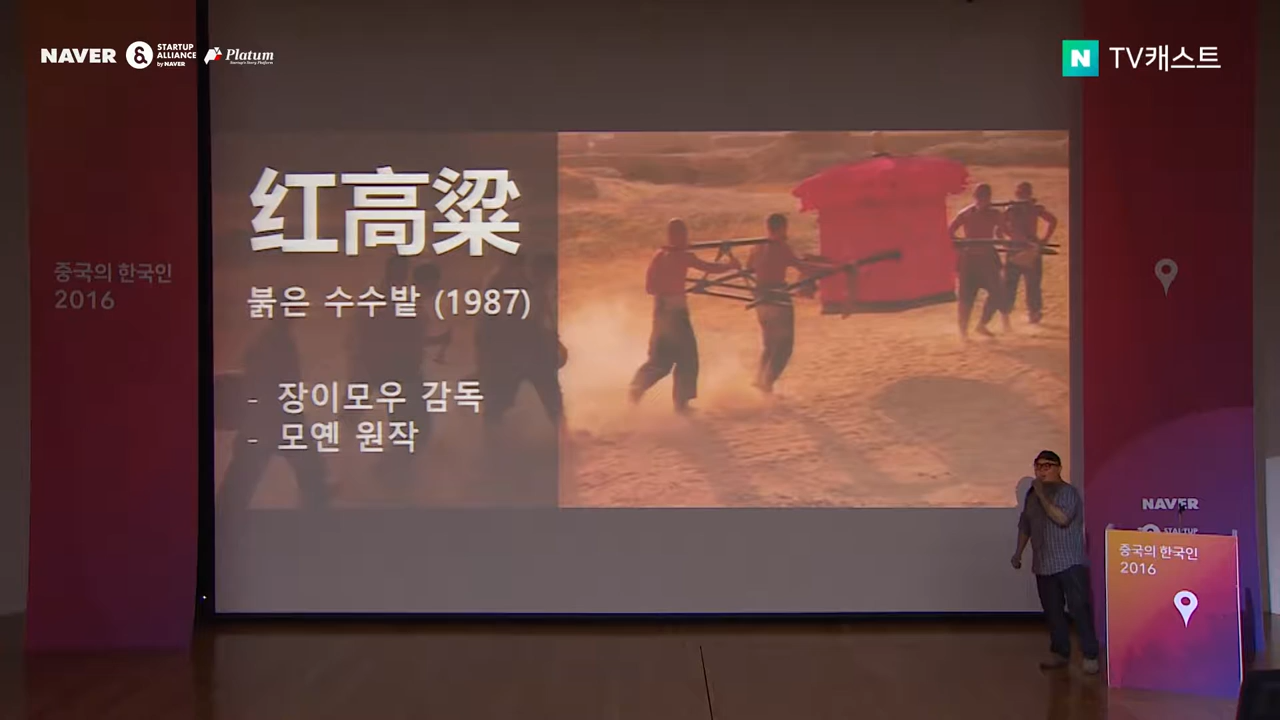 NAVER & STARTUP ALLIANCE by NAVER Platum
TV캐스트
红高粱
붉은 수수밭 (1987)
- 장이모우 감독
- 모옌 원작
중국의 한국인
2016
NAVER
중국의 한국인
2016